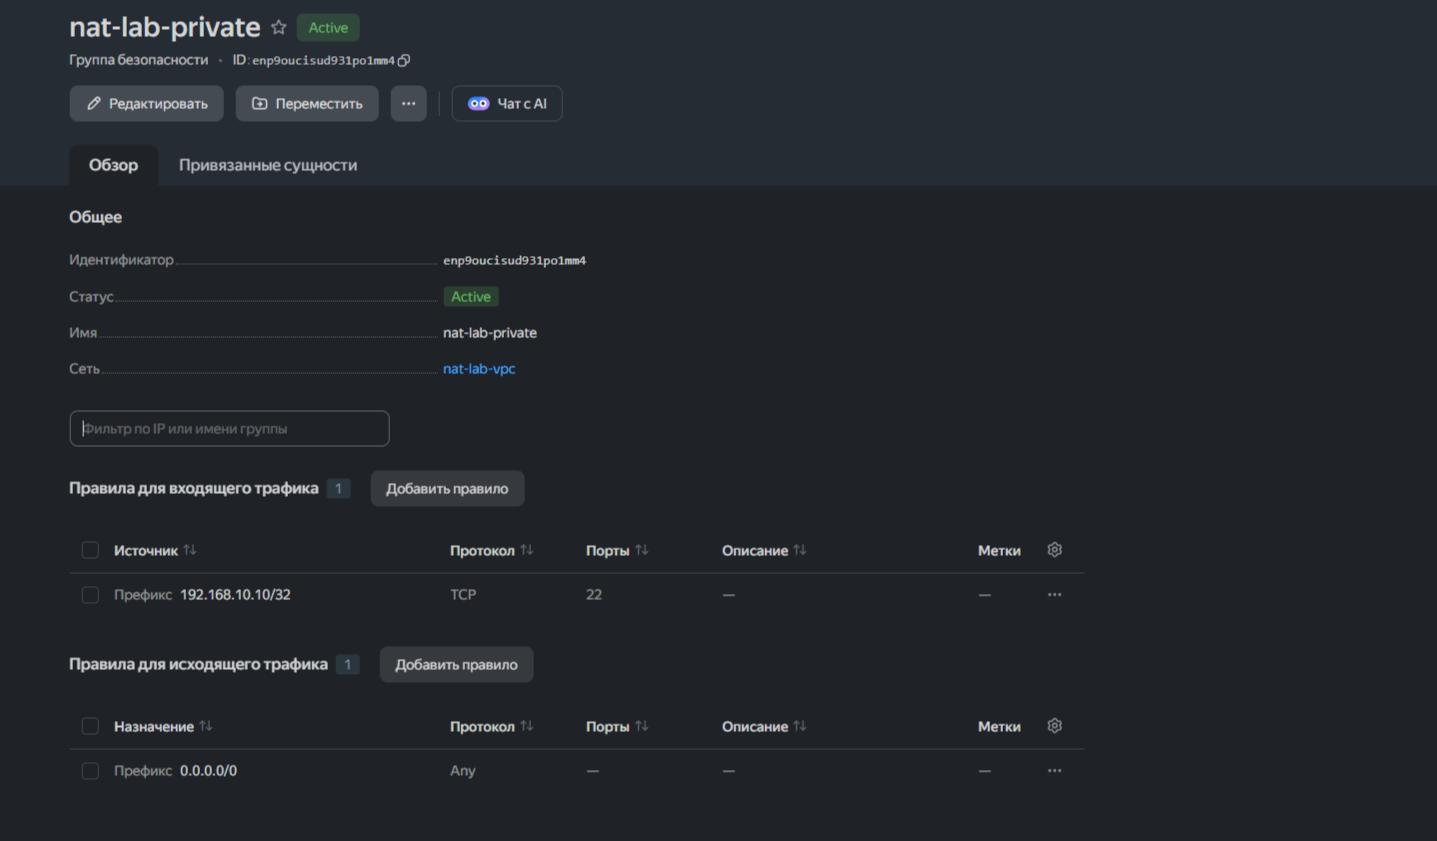 nat-lab-private Active
Группа безопасности • ID: enp9oucisud931po1mm4
Редактировать Переместить ··· Чат с AI
Обзор Привязанные сущности
Общее
Идентификатор enp9oucisud931po1mm4
Статус Active
Имя nat-lab-private
Сеть nat-lab-vpc
Фильтр по IP или имени группы
Правила для входящего трафика 1 Добавить правило
Источник Протокол Порты Описание Метки
Префикс 192.168.10.10/32 TCP 22 — — ···
Правила для исходящего трафика 1 Добавить правило
Назначение Протокол Порты Описание Метки
Префикс 0.0.0.0/0 Any — — — ···